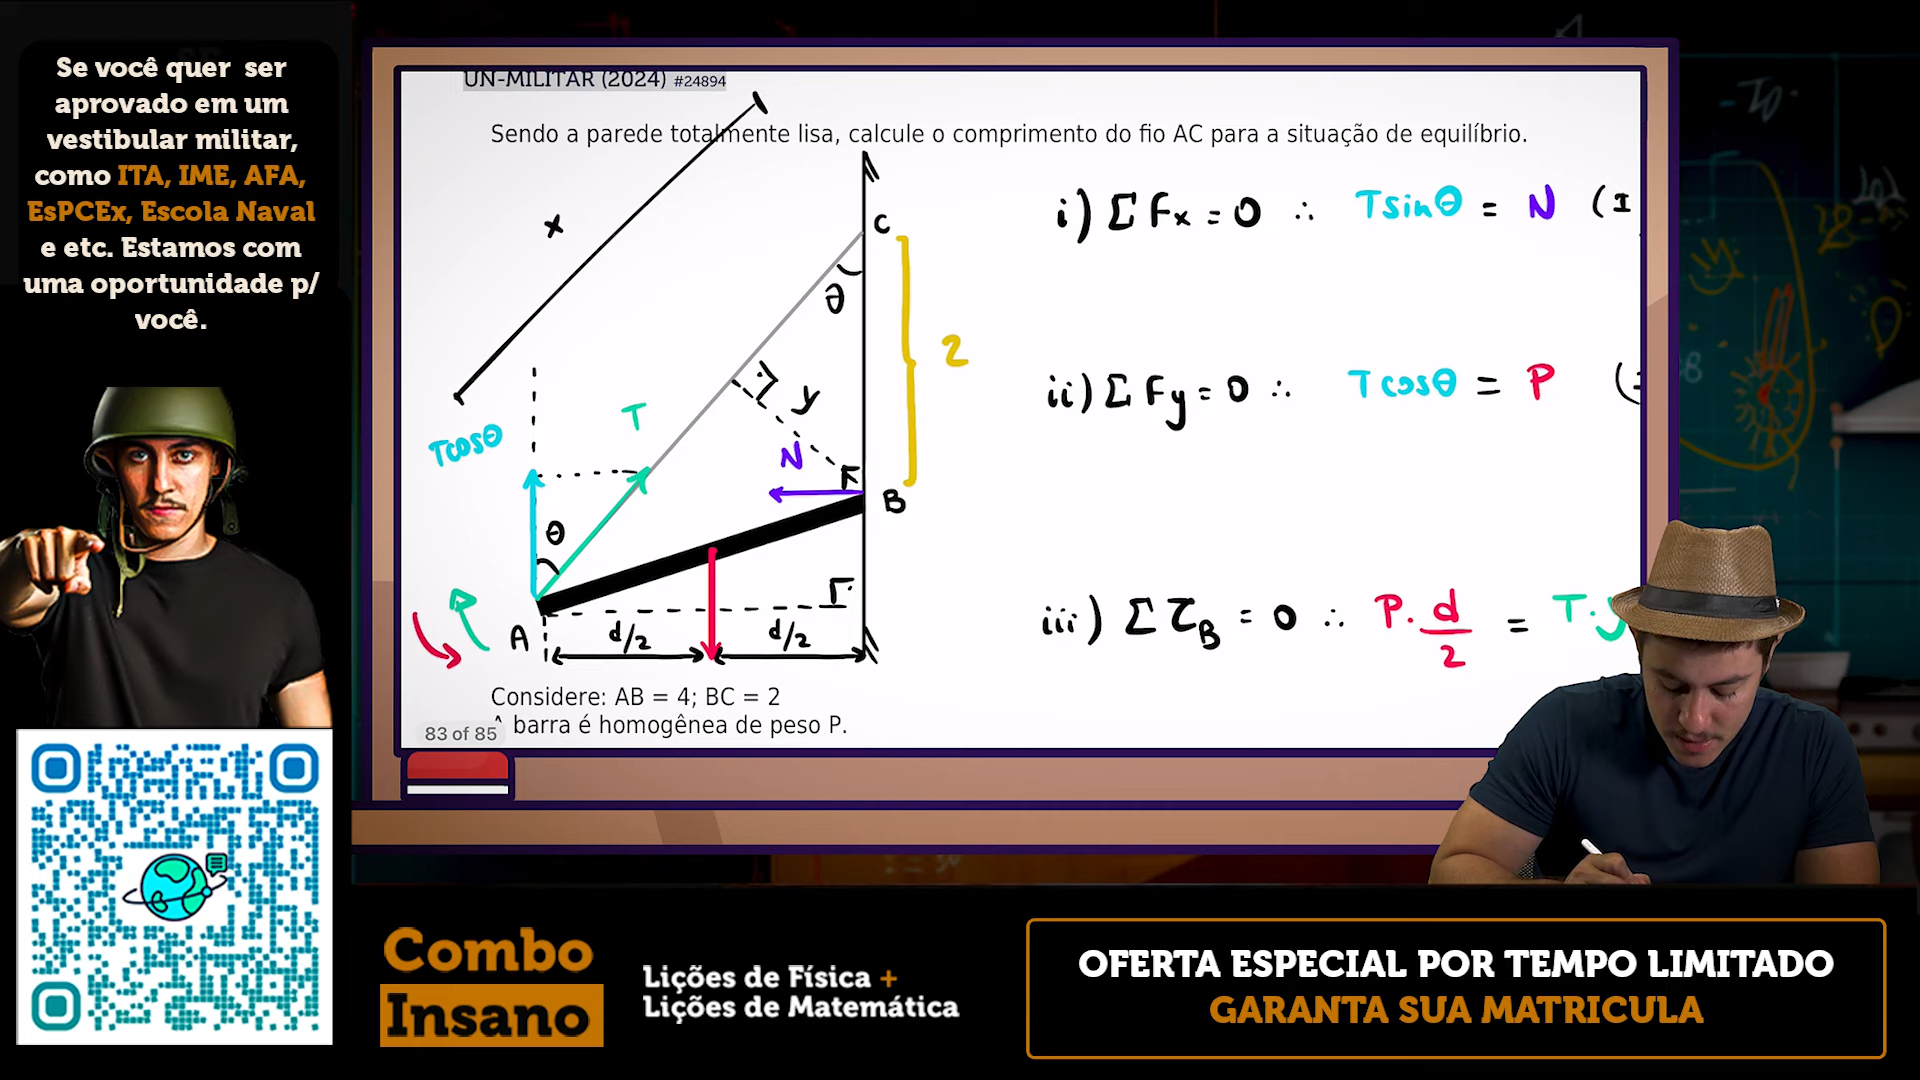 Se você quer ser
aprovado em um
vestibular militar,
como ITA, IME, AFA,
EsPCEx, Escola Naval
e etc. Estamos com
uma oportunidade p/
você.
UN-MILITAR (2024) #24894
Sendo a parede totalmente lisa, calcule o comprimento do fio AC para a situação de equilíbrio.
x
C
θ
2
T
y
Tcosθ
N
B
θ
A
d/2
d/2
i) Σ Fx = 0 ∴ Tsinθ = N (I
ii) Σ Fy = 0 ∴ Tcosθ = P
iii) Σ τB = 0 ∴ P. d/2 = T.y
Considere: AB = 4; BC = 2
A barra é homogênea de peso P.
83 of 85
Combo
Insano
Lições de Física +
Lições de Matemática
OFERTA ESPECIAL POR TEMPO LIMITADO
GARANTA SUA MATRICULA